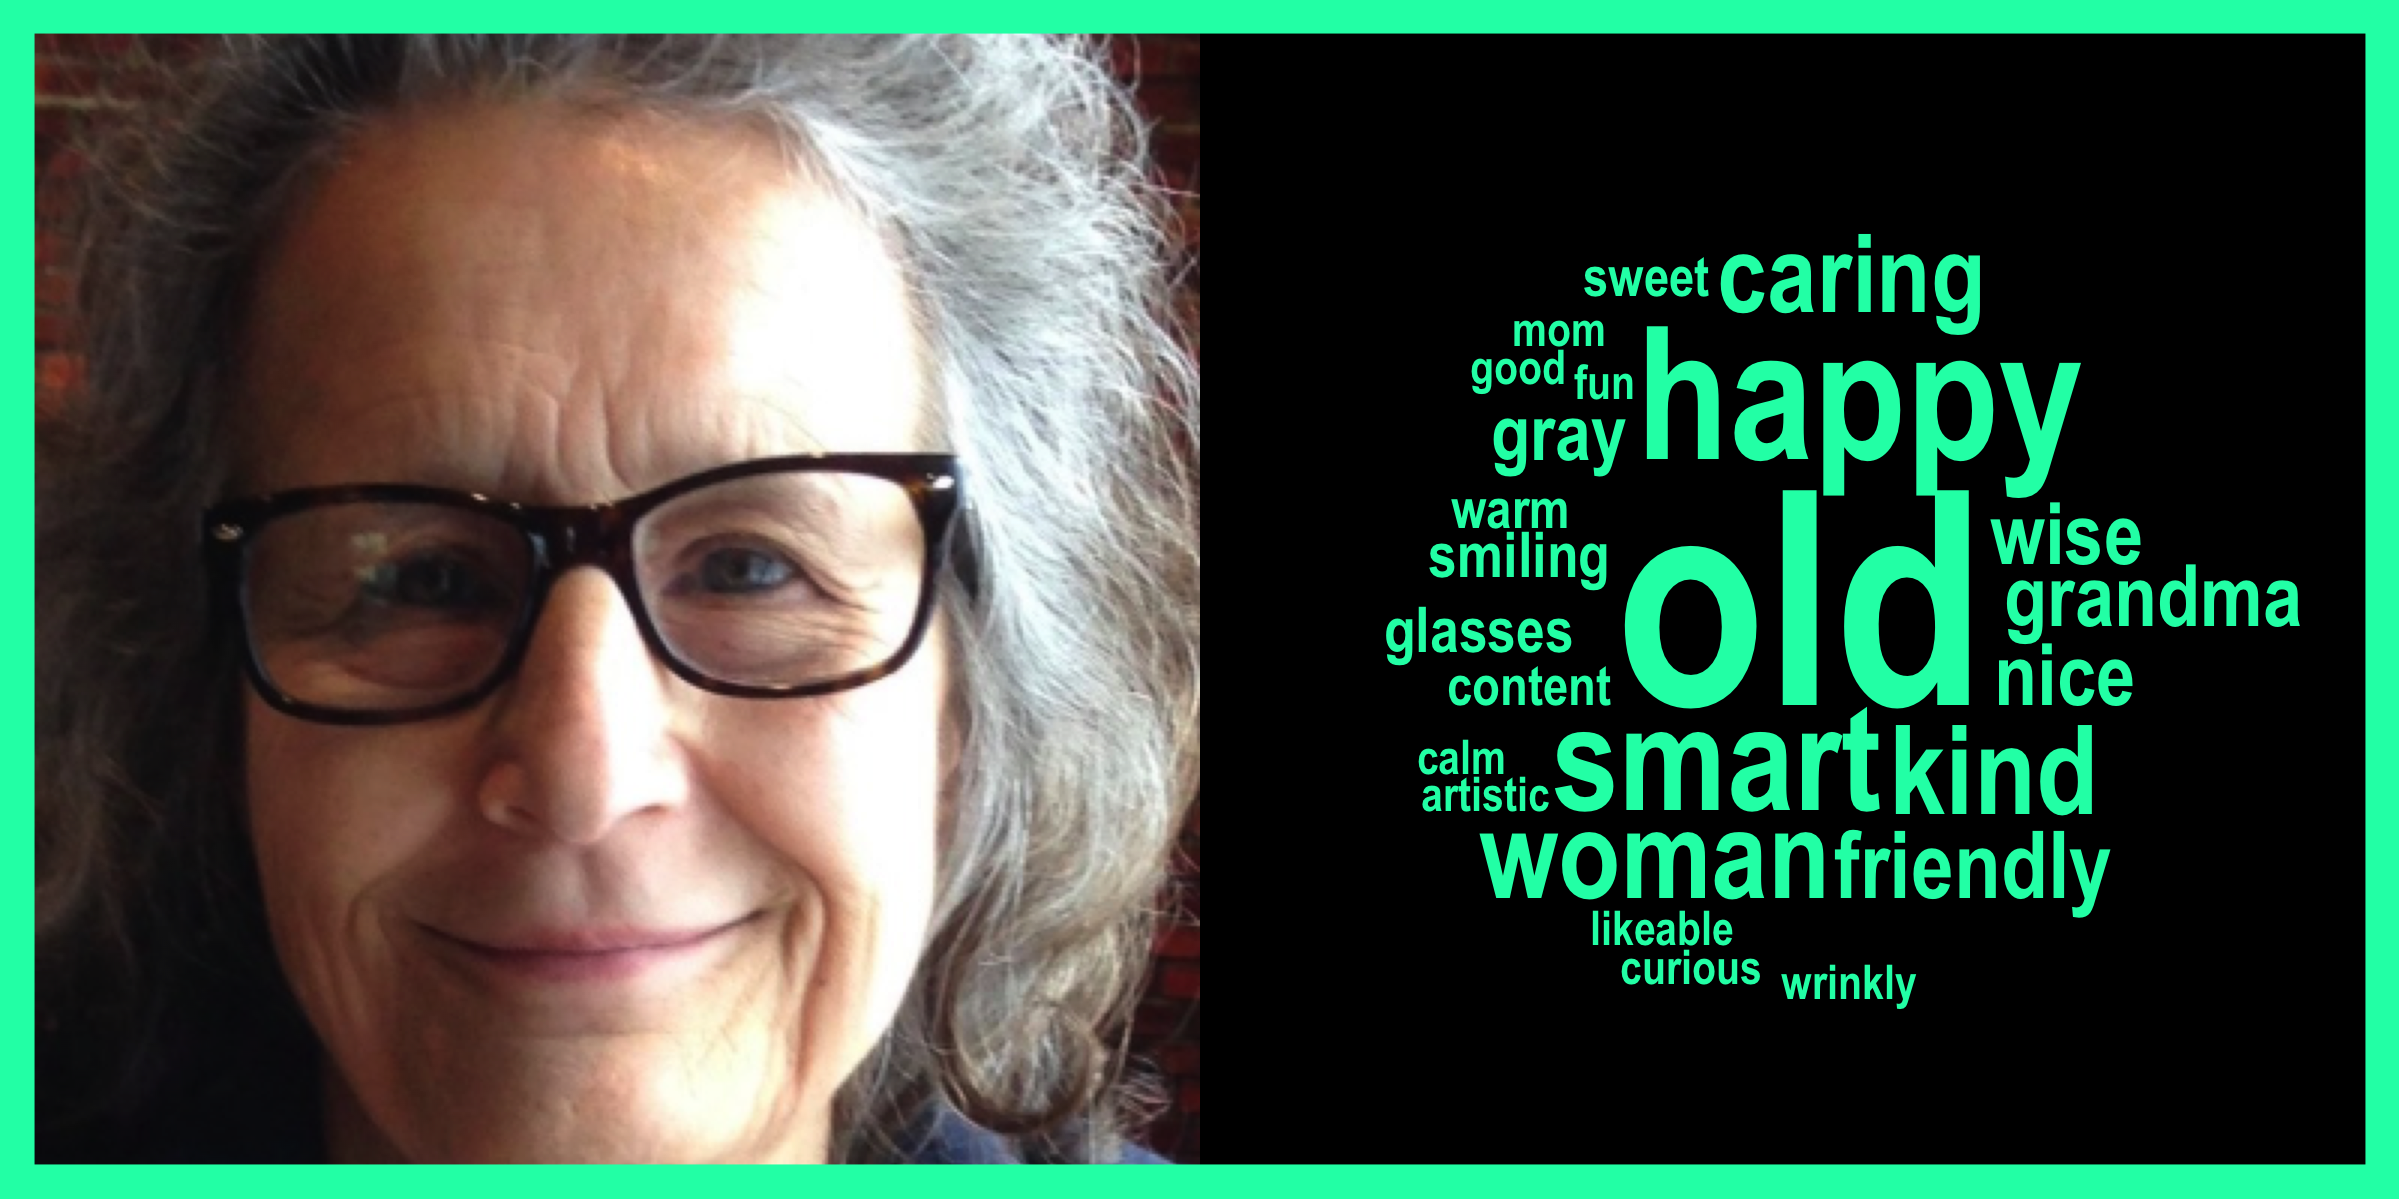 sweet caring
mom
good fun happy
gray
warm
smiling
old
wise
grandma
glasses
nice
content
calm
artistic
smart kind
woman friendly
likeable
curious
wrinkly